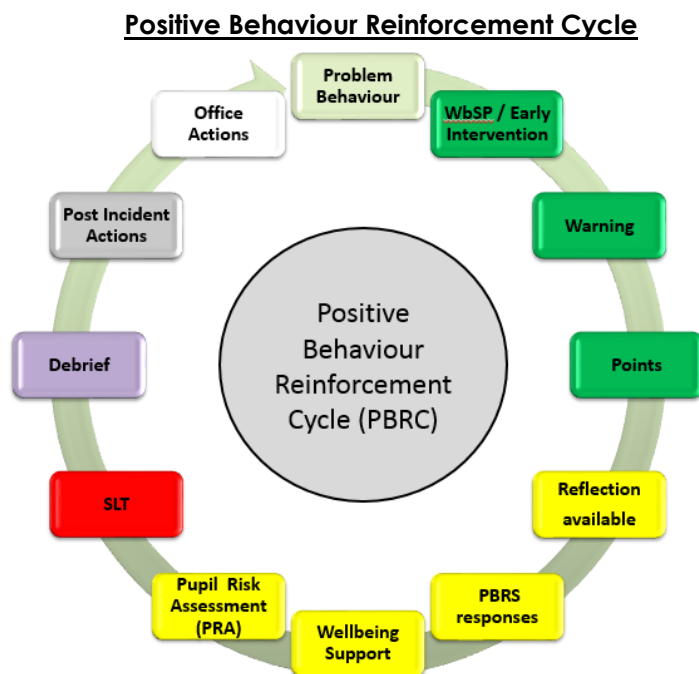 Positive Behaviour Reinforcement Cycle
Problem
Behaviour
WbSP / Early
Intervention
Warning
Points
Reflection
available
PBRS
responses
Wellbeing
Support
Pupil Risk
Assessment
(PRA)
SLT
Debrief
Post Incident
Actions
Office
Actions
Positive
Behaviour
Reinforcement
Cycle (PBRC)